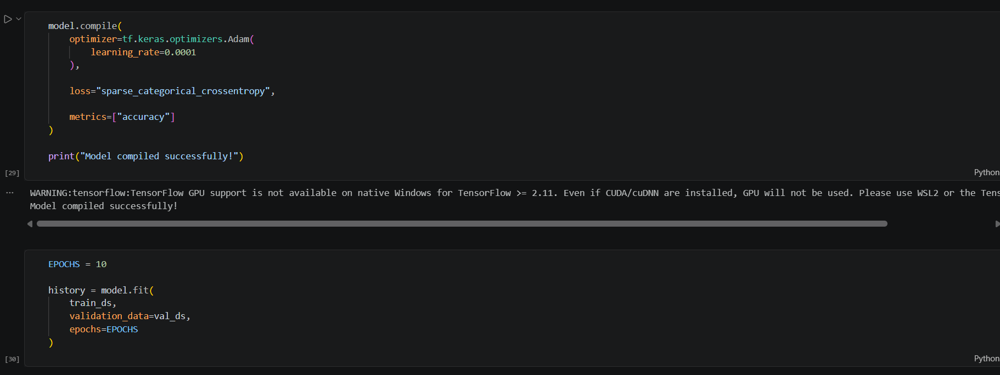 model.compile(
    optimizer=tf.keras.optimizers.Adam(
        learning_rate=0.0001
    ),
    loss="sparse_categorical_crossentropy",
    metrics=["accuracy"]
)
print("Model compiled successfully!")
[29]
Python
WARNING:tensorflow:TensorFlow GPU support is not available on native Windows for TensorFlow >= 2.11. Even if CUDA/cuDNN are installed, GPU will not be used. Please use WSL2 or the Tens
Model compiled successfully!
EPOCHS = 10
history = model.fit(
    train_ds,
    validation_data=val_ds,
    epochs=EPOCHS
)
[30]
Python